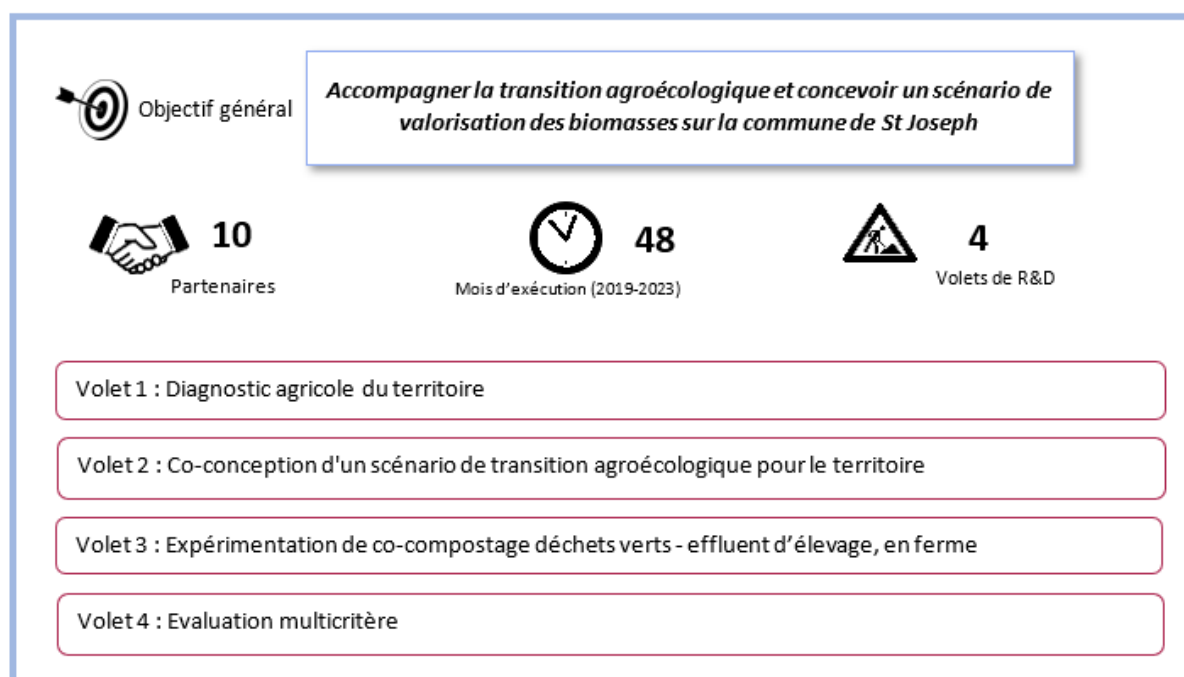 Objectif général
Accompagner la transition agroécologique et concevoir un scénario de
valorisation des biomasses sur la commune de St Joseph
10
Partenaires
48
Mois d'exécution (2019-2023)
4
Volets de R&D
Volet 1 : Diagnostic agricole du territoire
Volet 2 : Co-conception d'un scénario de transition agroécologique pour le territoire
Volet 3 : Expérimentation de co-compostage déchets verts - effluent d’élevage, en ferme
Volet 4 : Evaluation multicritère